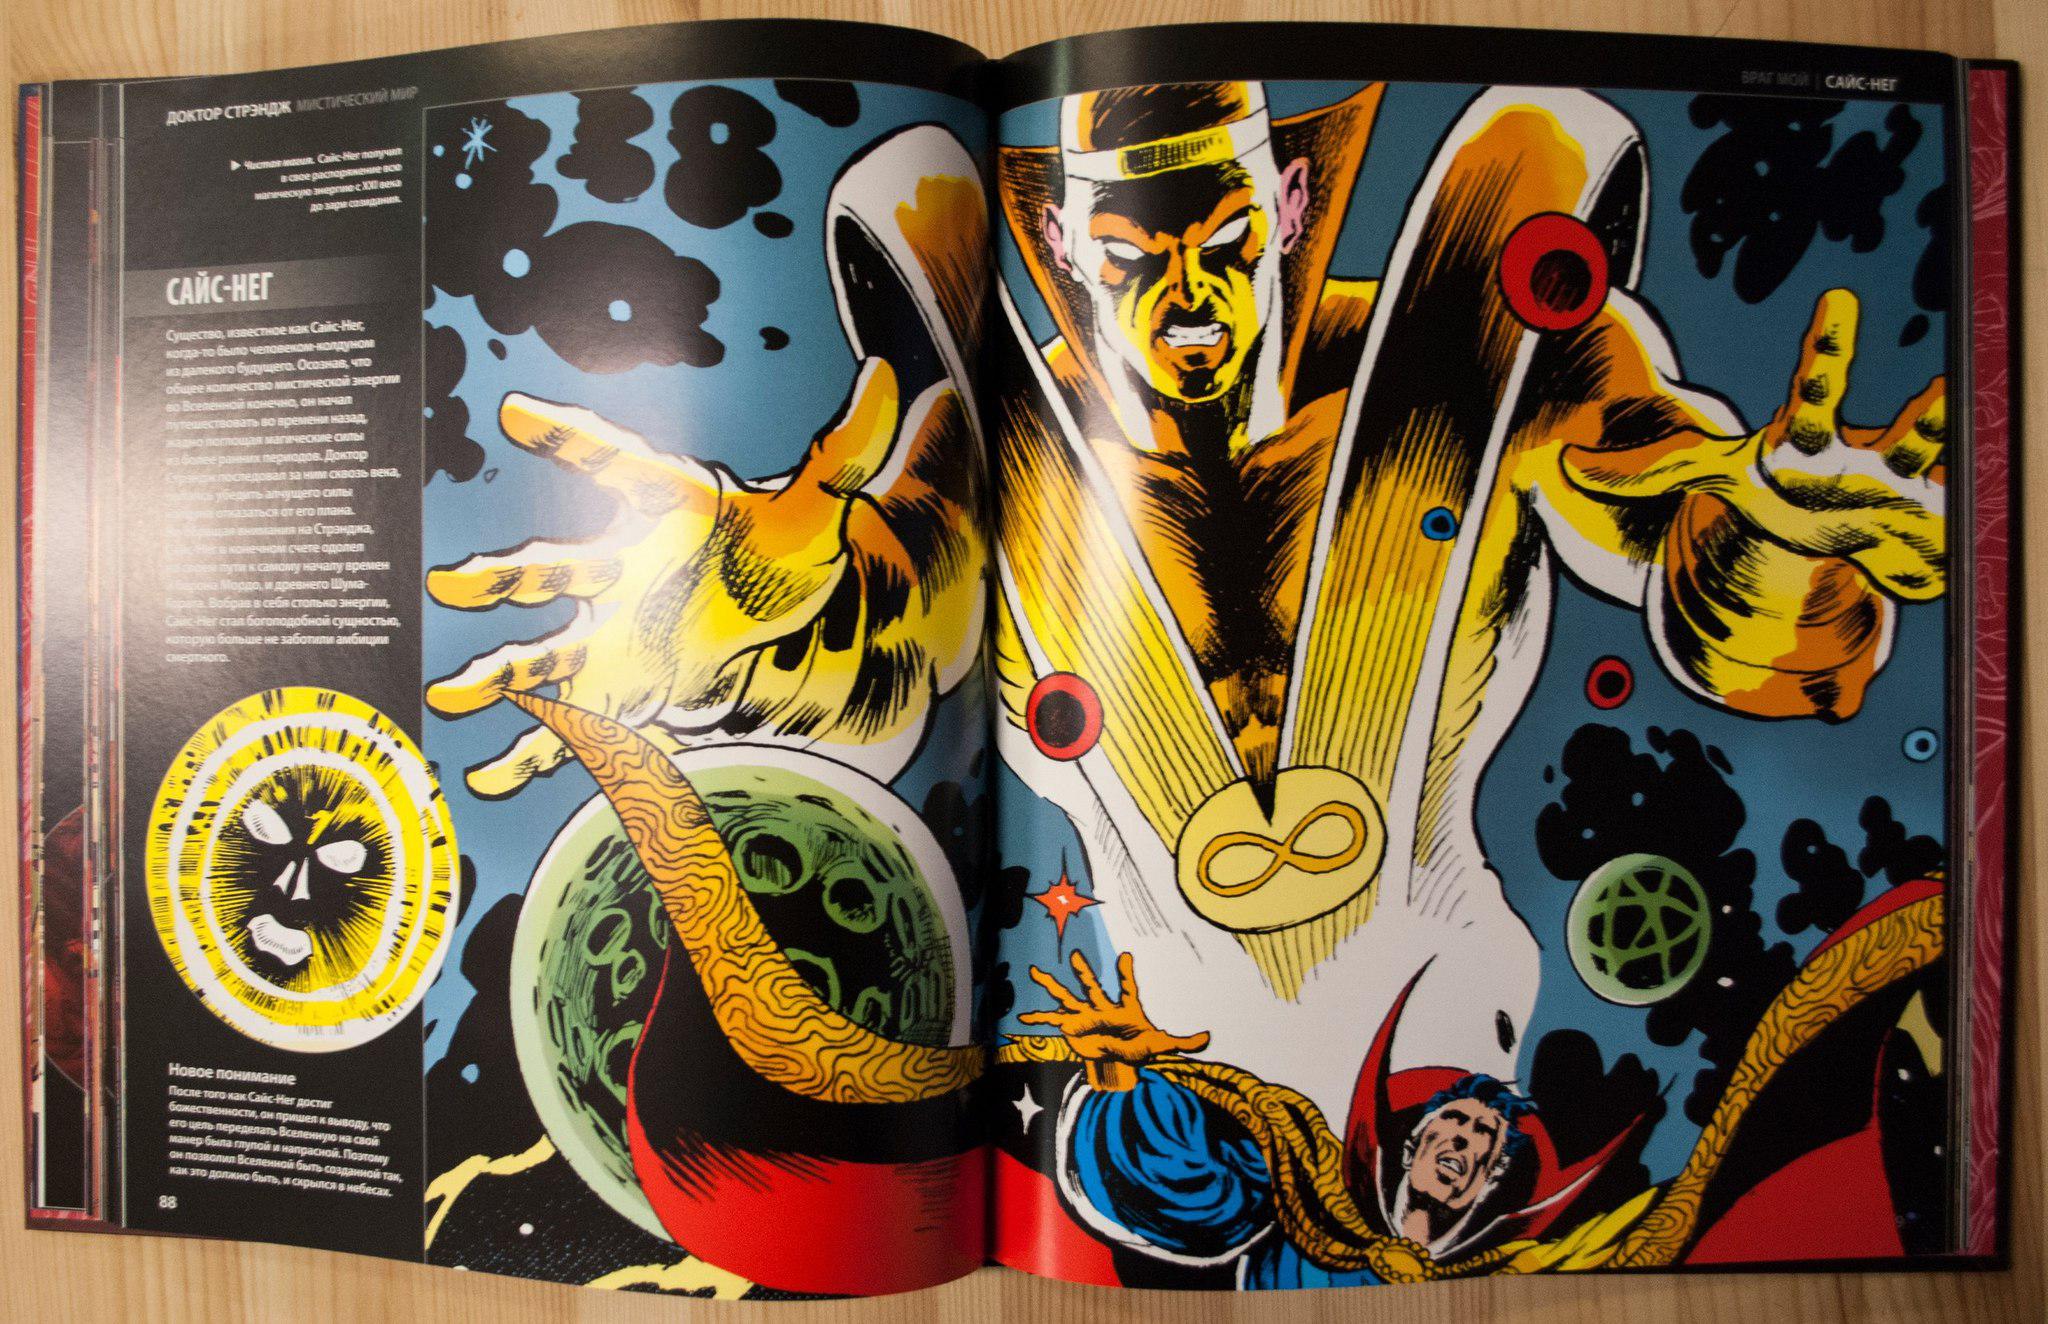 ДОКТОР СТРЭНДЖ МИСТИЧЕСКИЙ МИР
▶ Чистая магия. Сайс-Нег получил
в свое распоряжение всю
магическую энергию с XXI века
до зари созидания.
САЙС-НЕГ
Существо, известное как Сайс-Нег,
когда-то было человеком-колдуном
из далекого будущего. Осознав, что
общее количество мистической энергии
во Вселенной конечно, он начал
путешествовать во времени назад,
жадно поглощая магические силы
из более ранних периодов. Доктор
Стрэндж последовал за ним сквозь века,
пытаясь убедить алчущего силы
отказаться от его плана.
внимания на Стрэнджа,
Сайс-Нег в конечном счете одолел
на своем пути к самому началу времен
Барона Мордо, и древнего Шума-
Гората. Вобрав в себя столько энергии,
Сайс-Нег стал богоподобной сущностью,
которую больше не заботили амбиции
смертного.
Новое понимание
После того как Сайс-Нег достиг
божественности, он пришел к выводу, что
его цель переделать Вселенную на свой
манер была глупой и напрасной. Поэтому
он позволил Вселенной быть созданной так,
как это должно быть, и скрылся в небесах.
88
ВРАГ МОЙ | САЙС-НЕГ